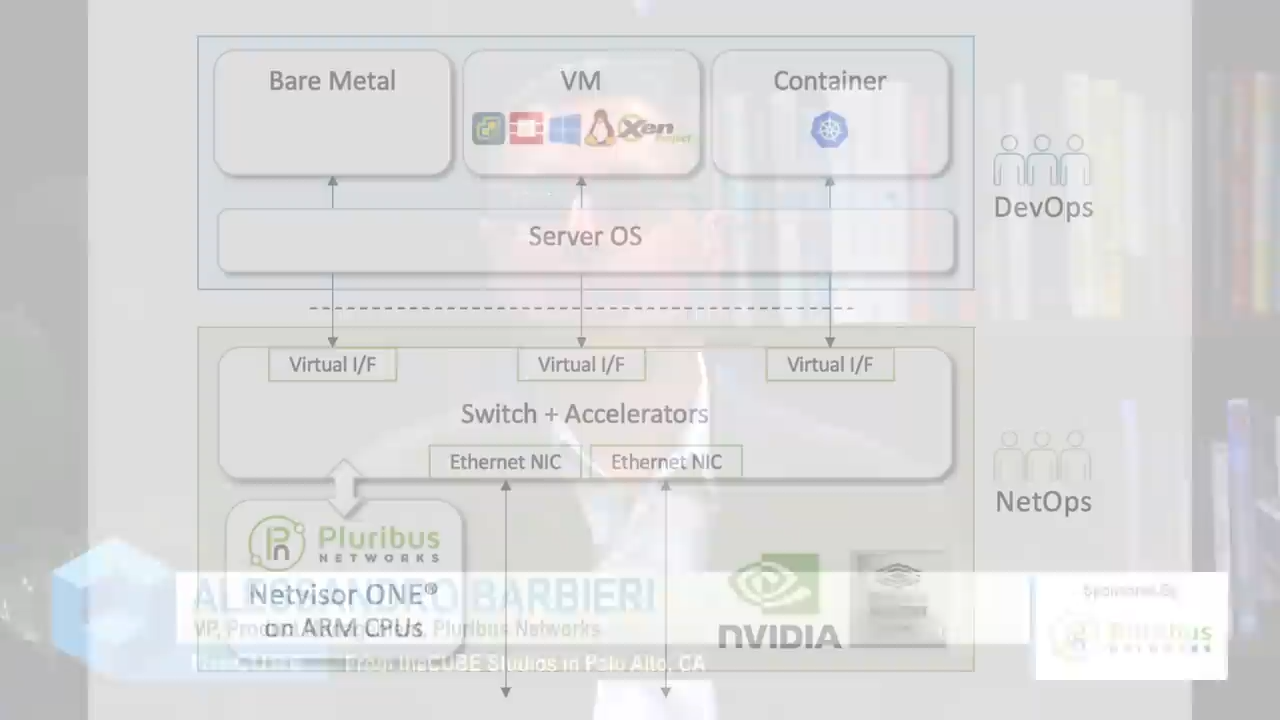 Bare Metal
VM
Container
Xen
DevOps
Server OS
Virtual I/F
Virtual I/F
Virtual I/F
Switch + Accelerators
Ethernet NIC
Ethernet NIC
NetOps
Pluribus
NETWORKS
Netvisor ONE®
on ARM CPUs
NVIDIA
ALESSANDRO BARBIERI
VP, Pluribus Networks
From theCUBE Studios in Palo Alto, CA
Sponsored By
Pluribus
NETWORKS